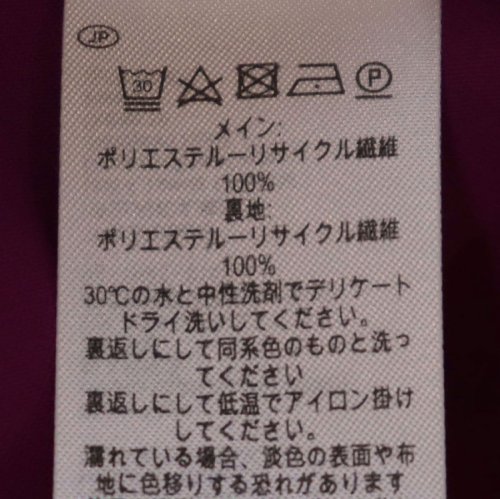 JP
30 P
メイン:
ポリエステルーリサイクル繊維
100%
裏地:
ポリエステルーリサイクル繊維
100%
30℃の水と中性洗剤でデリケート
ドライ洗いしてください。
裏返しにして同系色のものと洗っ
てください
裏返しにして低温でアイロン掛け
してください。
濡れている場合、淡色の表面や布
地に色移りする恐れがあります